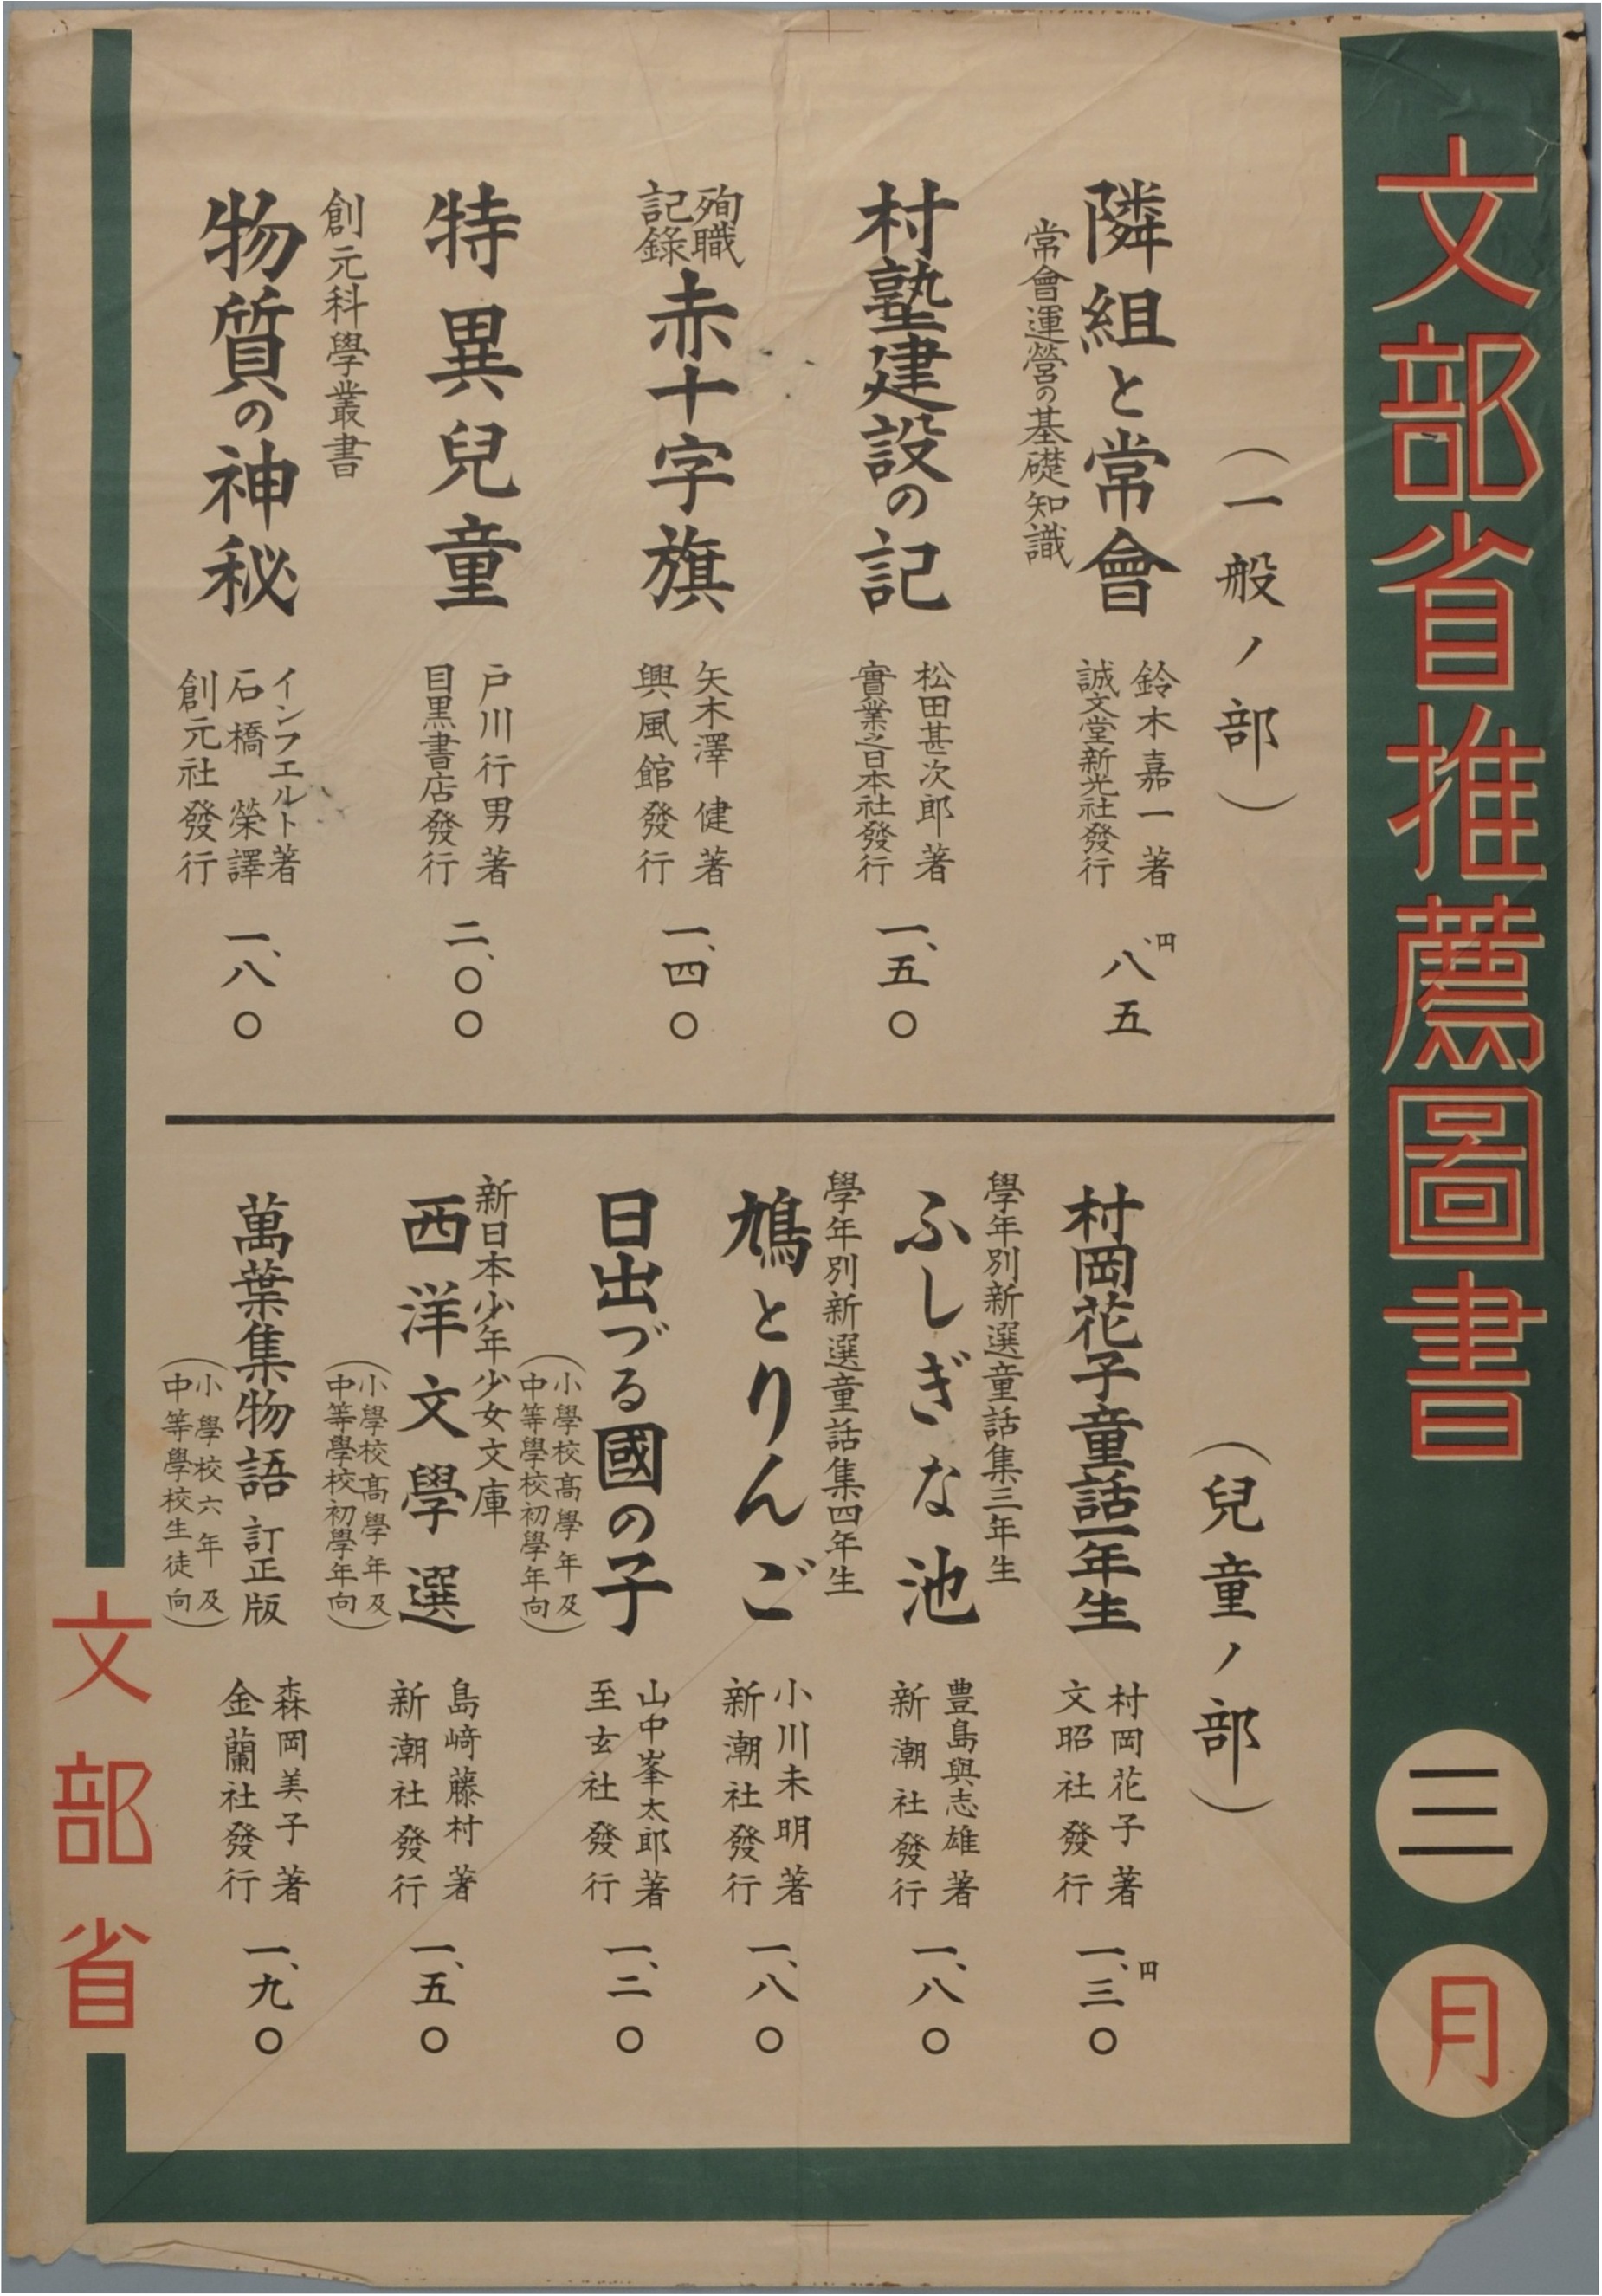 文部省推薦圖書
三月
（一般ノ部）
隣組と常會
常會運營の基礎知識
鈴木嘉一著
誠文堂新光社發行
、八五
円
村塾建設の記
松田甚次郎著
實業之日本社發行
一、五〇
殉職
記錄
赤十字旗
矢木澤健著
興風館發行
一、四〇
特異兒童
戸川行男著
目黒書店發行
二、〇〇
創元科學叢書
物質の神秘
インフエルト著
石橋榮譯
創元社發行
一、八〇
（兒童ノ部）
村岡花子童話一年生
村岡花子著
文昭社發行
一、三〇
円
學年別新選童話集三年生
ふしぎな池
豊島與志雄著
新潮社發行
一、八〇
學年別新選童話集四年生
鳩とりんご
小川未明著
新潮社發行
一、八〇
日出づる國の子
（小學校髙學年及
中等學校初學年向）
山中峯太郎著
至玄社發行
一、二〇
新日本少年少女文庫
西洋文學選
（小學校髙學年及
中等學校初學年向）
島﨑藤村著
新潮社發行
一、五〇
萬葉集物語 訂正版
（小學校六年及
中等學校生徒向）
森岡美子著
金蘭社發行
一、九〇
文部省